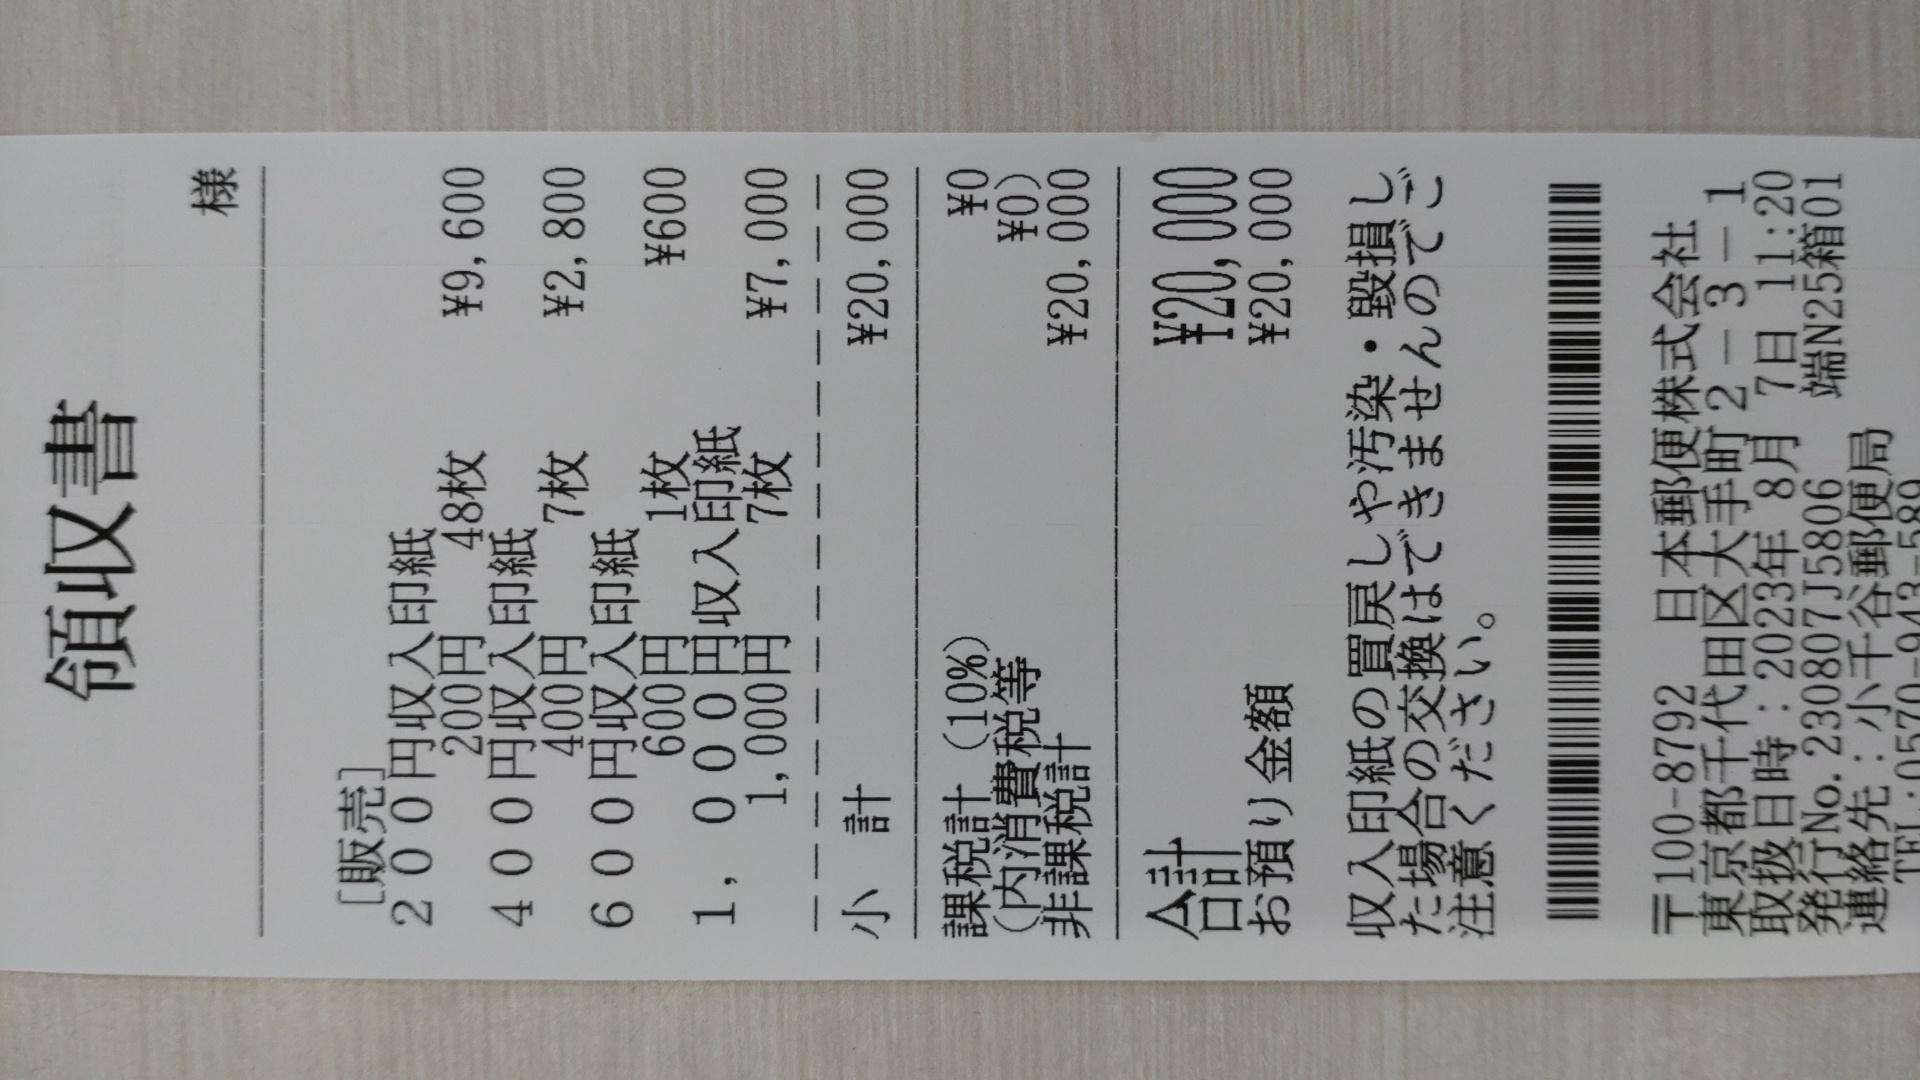 領収書
様
[販売]
200円収入印紙
200円 48枚 ¥9,600
400円収入印紙
400円 7枚 ¥2,800
600円収入印紙
600円 1枚 ¥600
1,000円収入印紙
1,000円 7枚 ¥7,000
小 計 ¥20,000
課税計(10%) ¥0
(内消費税等 ¥0)
非課税計 ¥20,000
合計 ¥20,000
お預り金額 ¥20,000
収入印紙の買戻しや汚染・毀損し
た場合の交換はできませんのでご
注意ください。
〒100-8792 日本郵便株式会社
東京都千代田区大手町2-3-1
取扱日時:2023年 8月 7日 11:20
発行No.230807J5806 端N25箱01
連絡先:小千谷郵便局
TEL:0570-943-589